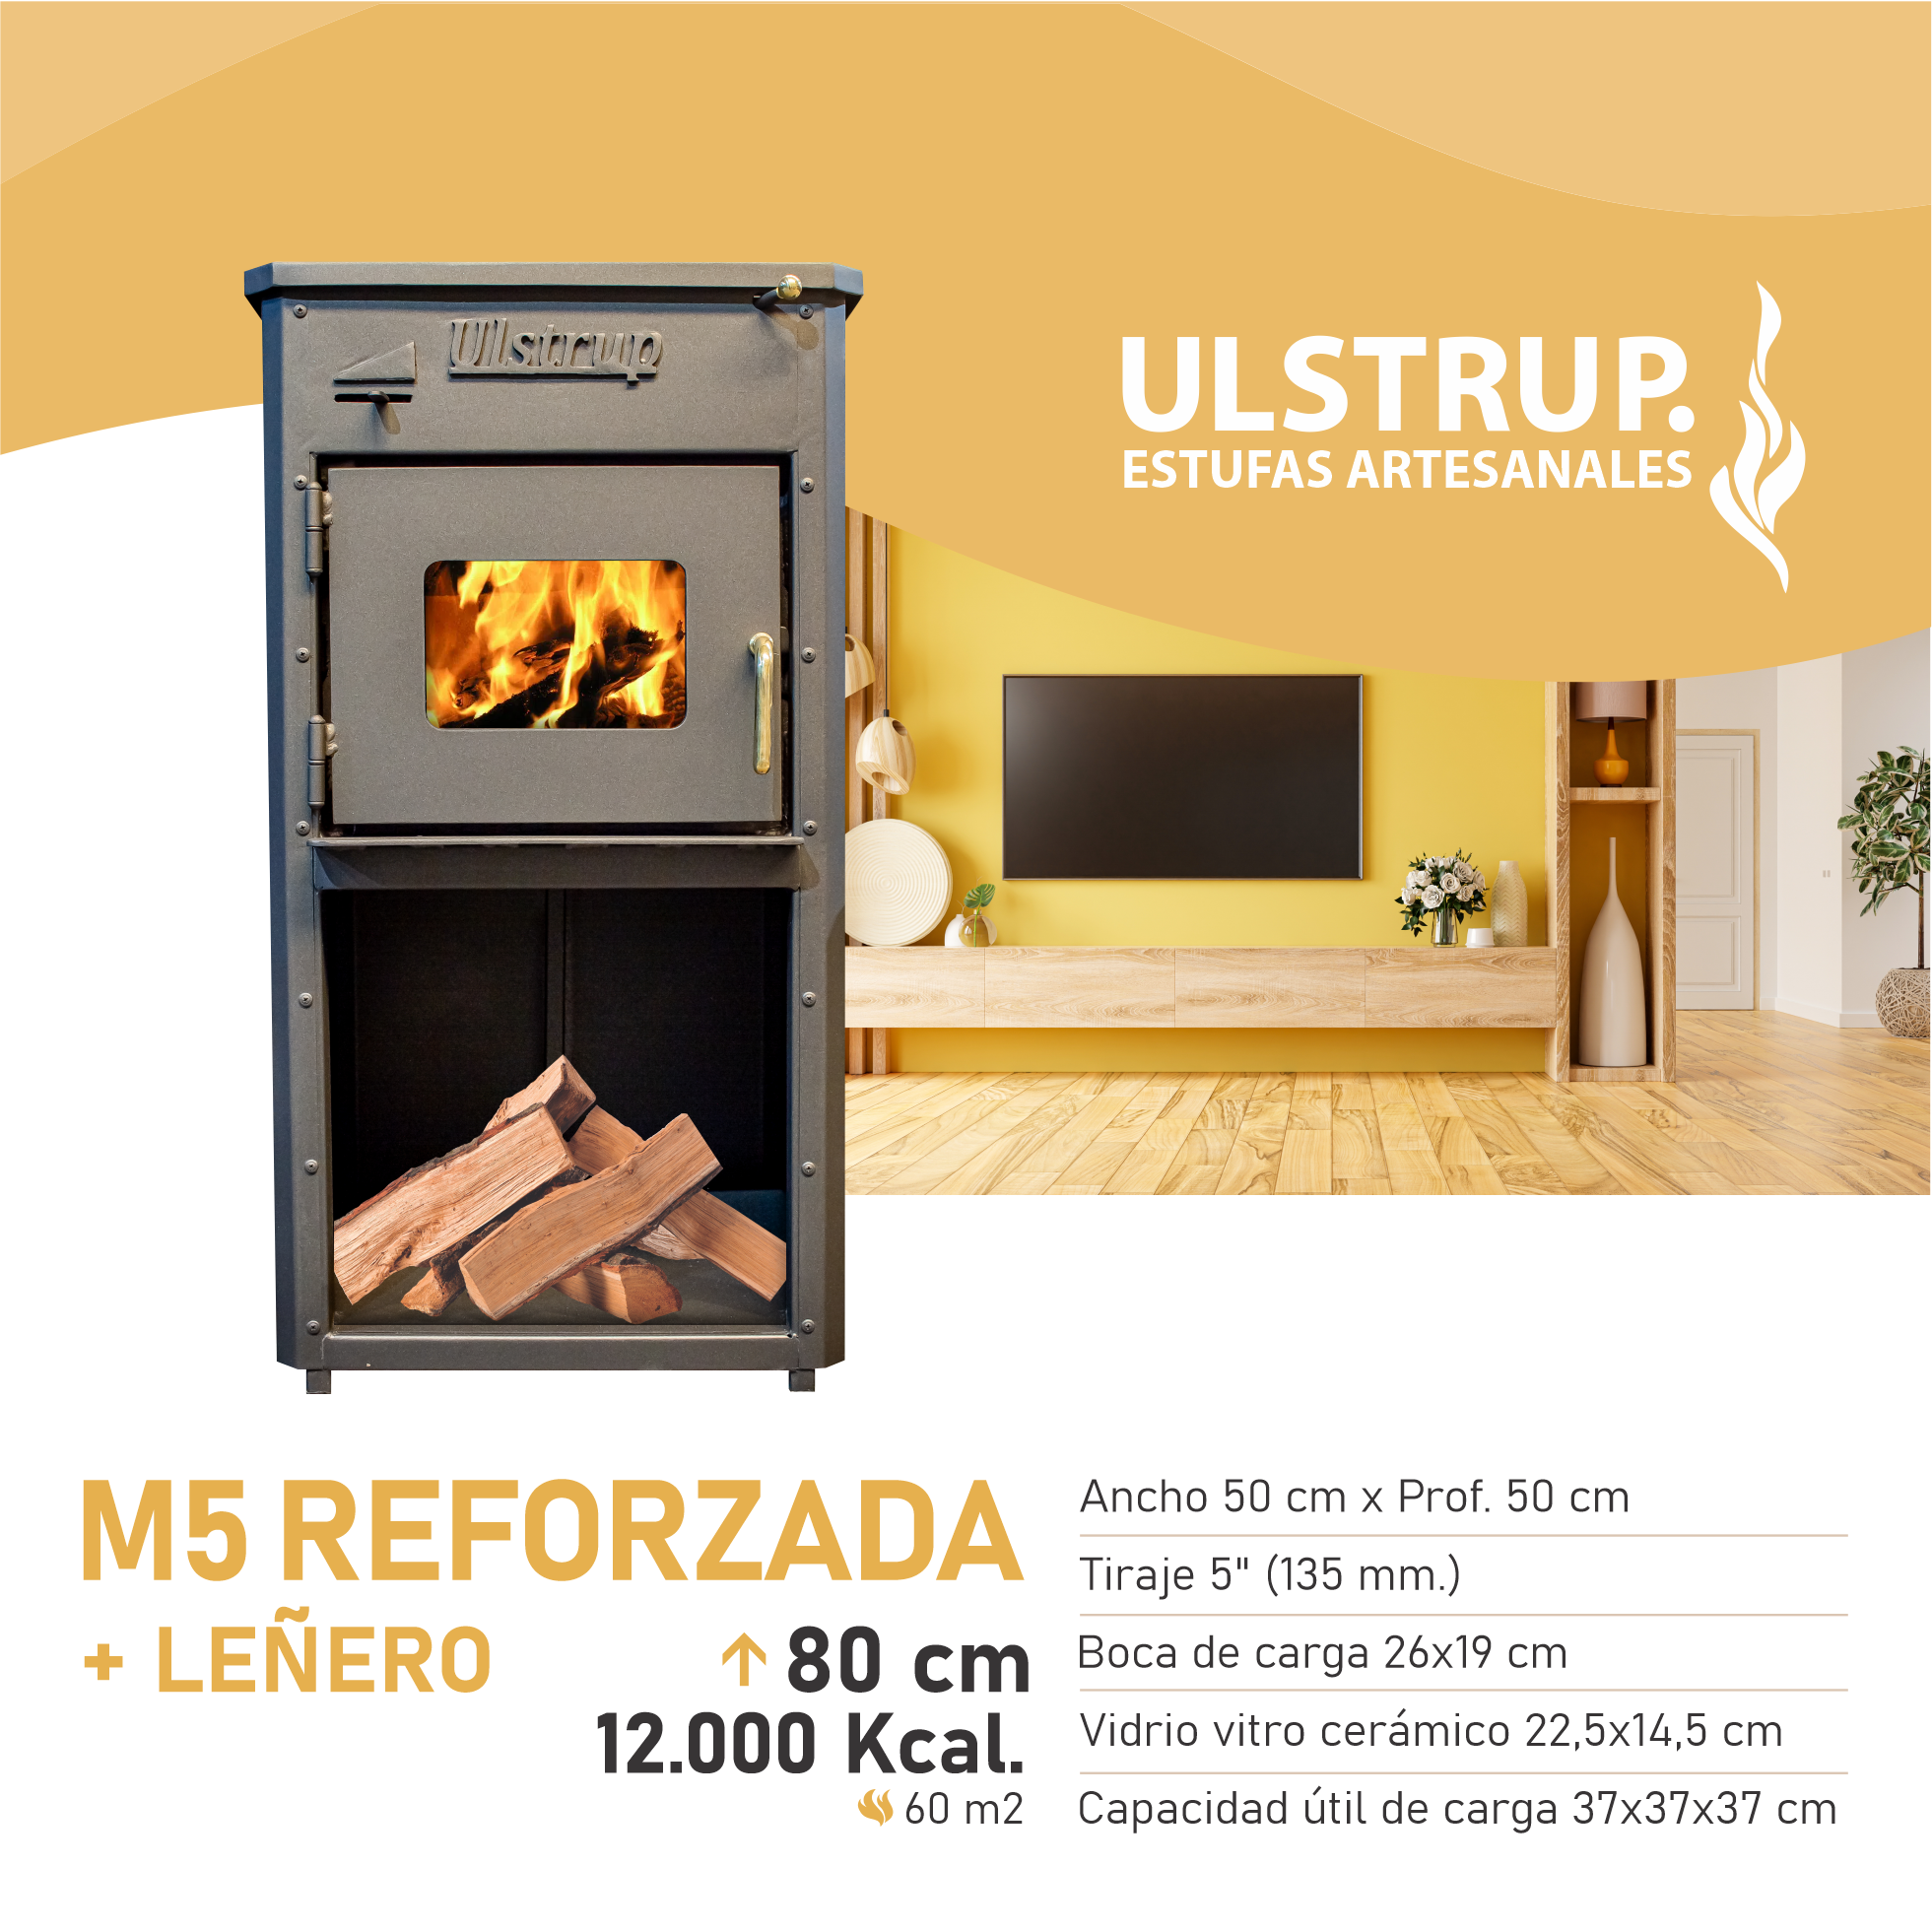 Ulstrup
ULSTRUP.
ESTUFAS ARTESANALES
M5 REFORZADA
+ LEÑERO
↑ 80 cm
12.000 Kcal.
60 m2
Ancho 50 cm x Prof. 50 cm
Tiraje 5" (135 mm.)
Boca de carga 26x19 cm
Vidrio vitro cerámico 22,5x14,5 cm
Capacidad útil de carga 37x37x37 cm